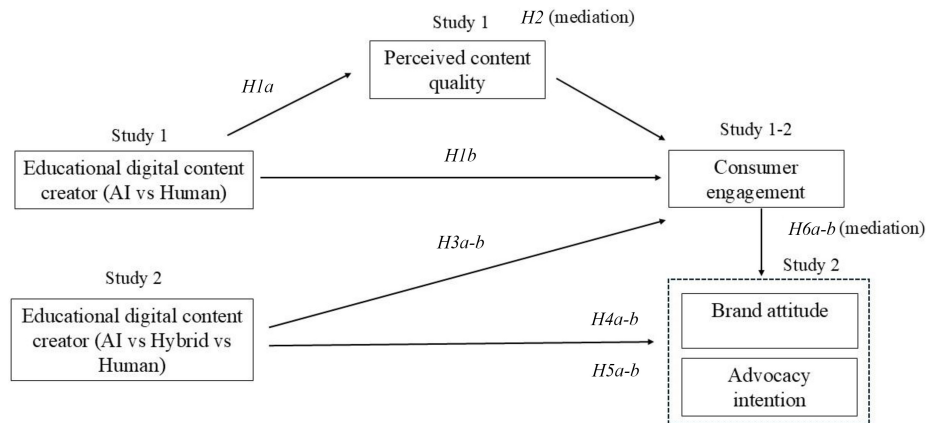 Study 1
H2 (mediation)
Perceived content
quality
H1a
Study 1
Educational digital content
creator (AI vs Human)
H1b
Study 1-2
Consumer
engagement
H3a-b
H6a-b (mediation)
Study 2
Educational digital content
creator (AI vs Hybrid vs
Human)
H4a-b
H5a-b
Study 2
Brand attitude
Advocacy
intention